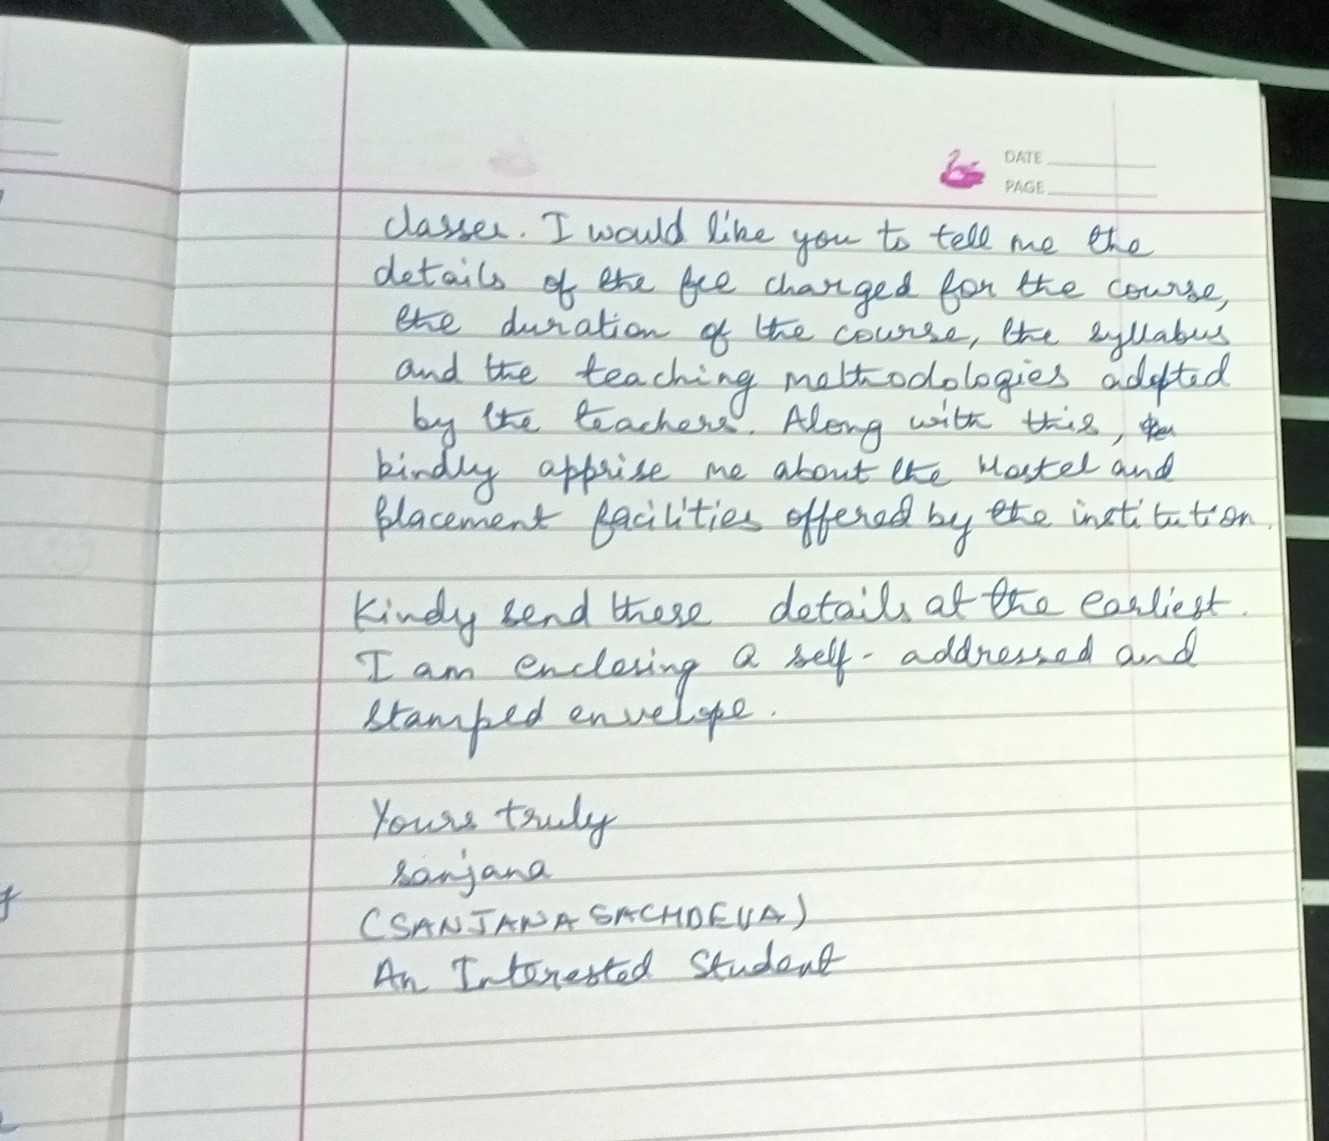 DATE
PAGE
classes. I would like you to tell me the
details of the fee charged for the course,
the duration of the course, the syllabus
and the teaching methodologies adopted
by the teachers. Along with this,
kindly apprise me about the Hostel and
placement facilities offered by the institution.
Kindy send these details at the earliest.
I am enclosing a self-addressed and
stamped envelope.
Yours truly
Sanjana
(SANJANA SACHDEVA)
An Interested Student